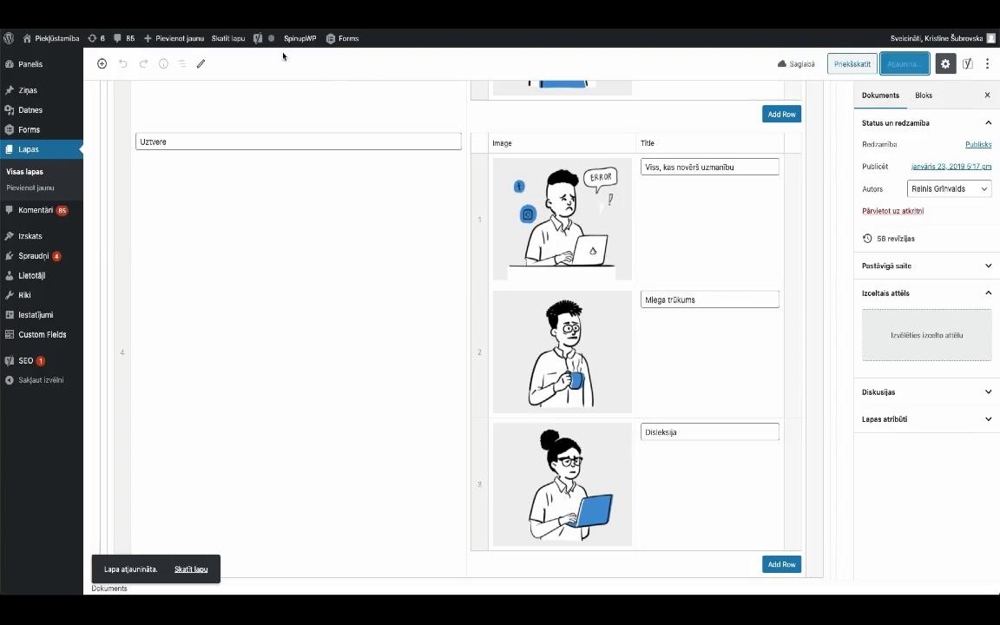 Piekļūstamība 6 85 Pievienot jaunu Skatīt lapu SpinupWP Forms Sveicināti, Kristine Šubrovska
Panelis
Ziņas
Datnes
Forms
Lapas
Visas lapas
Pievienot jaunu
Komentāri 85
Izskats
Spraudņi 4
Lietotāji
Rīki
Iestatījumi
Custom Fields
SEO 1
Sakļaut izvēlni
Saglabā Priekšskatīt Atjaunina...
Add Row
Uztvere
Image Title
1
ERROR
!
Viss, kas novērš uzmanību
4
2
Miega trūkums
3
Disleksija
Add Row
Lapa atjaunināta. Skatīt lapu
Dokuments
Dokuments Bloks
Status un redzamība
Redzamība Publisks
Publicēt janvāris 23, 2019 5:17 pm
Autors Reinis Grīnvalds
Pārvietot uz atkritni
58 revīzijas
Pastāvīgā saite
Izceltais attēls
Izvēlēties izcelto attēlu
Diskusijas
Lapas atribūti